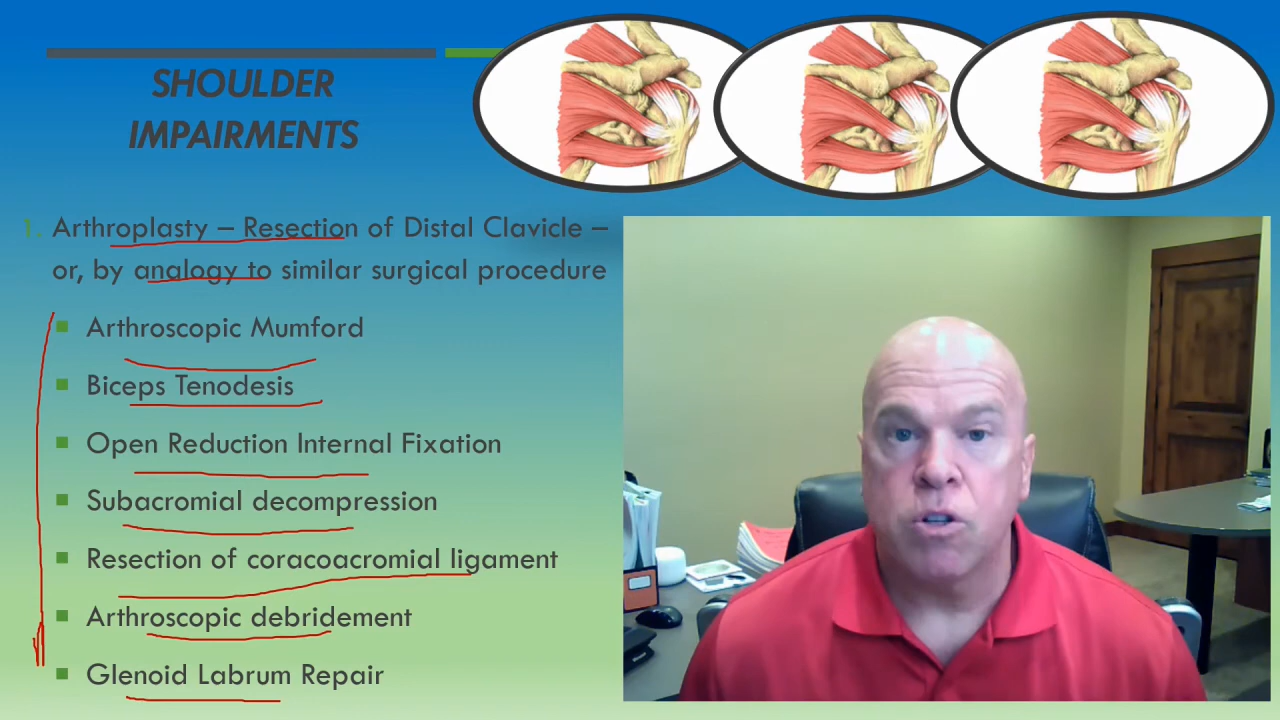 SHOULDER
IMPAIRMENTS
1. Arthroplasty – Resection of Distal Clavicle –
or, by analogy to similar surgical procedure
Arthroscopic Mumford
Biceps Tenodesis
Open Reduction Internal Fixation
Subacromial decompression
Resection of coracoacromial ligament
Arthroscopic debridement
Glenoid Labrum Repair